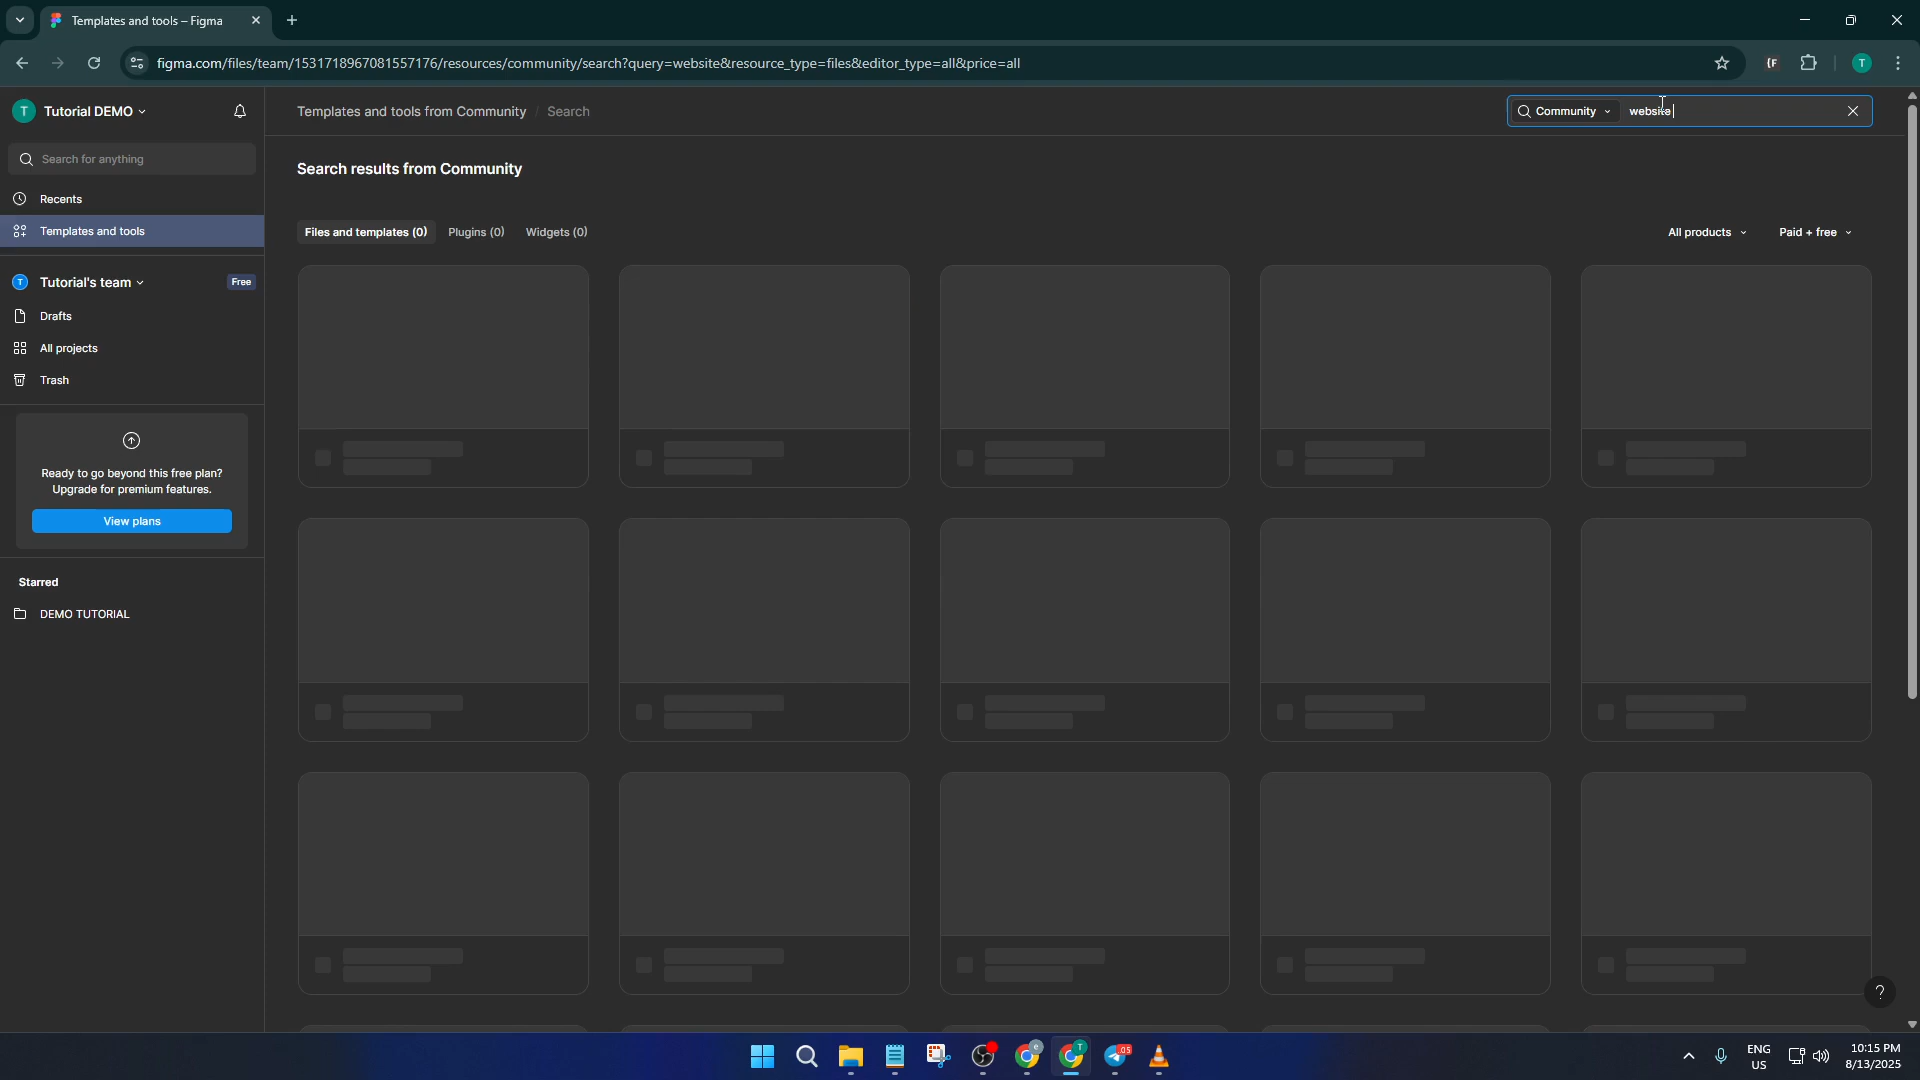 Templates and tools – Figma
figma.com/files/team/1531718967081557176/resources/community/search?query=website&resource_type=files&editor_type=all&price=all
T
T Tutorial DEMO
Templates and tools from Community / Search
Community
website
Search for anything
Search results from Community
Recents
Files and templates (0) Plugins (0) Widgets (0)
All products Paid + free
Templates and tools
T Tutorial's team Free
Drafts
All projects
Trash
Ready to go beyond this free plan?
Upgrade for premium features.
View plans
Starred
DEMO TUTORIAL
?
ENG
US
10:15 PM
8/13/2025